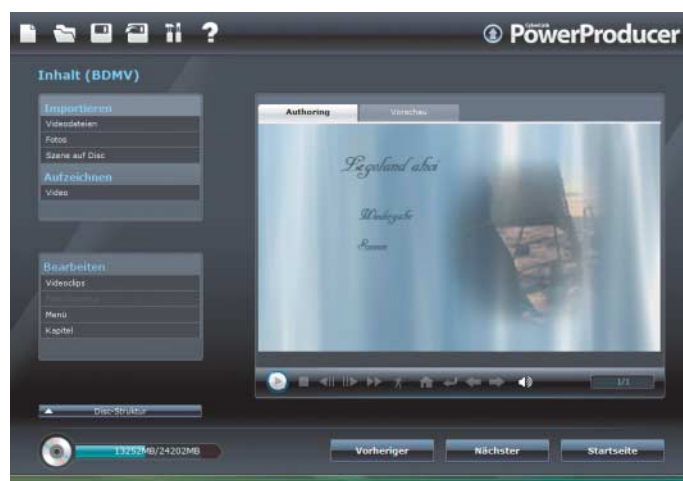 ?
CyberLink
PowerProducer
Inhalt (BDMV)
Importieren
Videodateien
Fotos
Szene auf Disc
Aufzeichnen
Video
Bearbeiten
Videoclips
Menü
Kapitel
Disc-Struktur
13252MB/24202MB
Authoring
Vorschau
Legoland ahoi
Wiedergabe
Szenen
1/1
Vorheriger
Nächster
Startseite